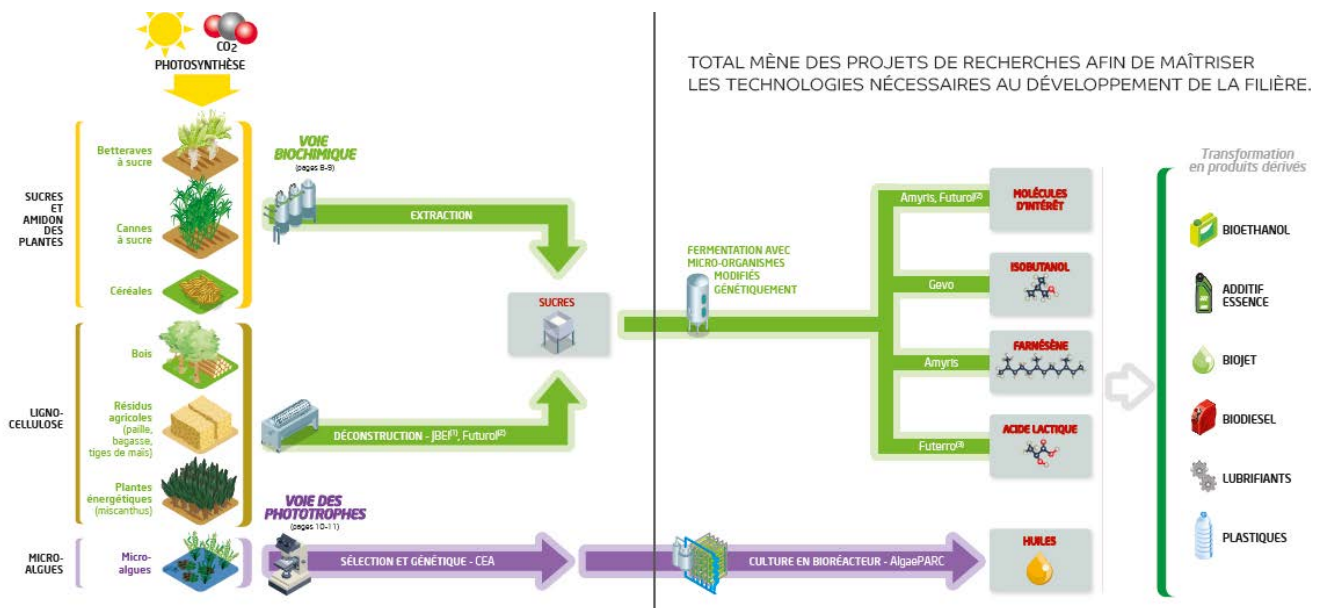 CO2
PHOTOSYNTHÈSE
TOTAL MÈNE DES PROJETS DE RECHERCHES AFIN DE MAÎTRISER
LES TECHNOLOGIES NÉCESSAIRES AU DÉVELOPPEMENT DE LA FILIÈRE.
SUCRES
ET
AMIDON
DES
PLANTES
Betteraves
à sucre
Cannes
à sucre
Céréales
VOIE
BIOCHIMIQUE
(pages 8-9)
EXTRACTION
SUCRES
LIGNO-
CELLULOSE
Bois
Résidus
agricoles
(paille,
bagasse,
tiges de maïs)
Plantes
énergétiques
(miscanthus)
DÉCONSTRUCTION - JBEI(1), Futurol(2)
VOIE DES
PHOTOTROPHES
(pages 10-11)
MICRO-
ALGUES
Micro-
algues
SÉLECTION ET GÉNÉTIQUE - CEA
FERMENTATION AVEC
MICRO-ORGANISMES
MODIFIÉS
GÉNÉTIQUEMENT
Amyris, Futurol(2)
MOLÉCULES
D'INTÉRÊT
Gevo
ISOBUTANOL
Amyris
FARNÉSÈNE
Futerro(3)
ACIDE LACTIQUE
CULTURE EN BIORÉACTEUR - AlgaePARC
HUILES
Transformation
en produits dérivés
BIOETHANOL
ADDITIF
ESSENCE
BIOJET
BIODIESEL
LUBRIFIANTS
PLASTIQUES